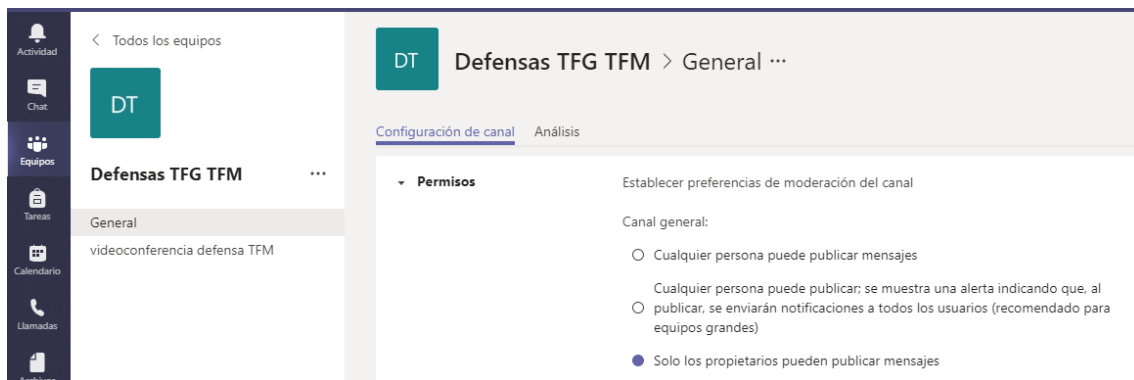 Actividad
Chat
Equipos
Tareas
Calendario
Llamadas
Archivos
< Todos los equipos
DT
Defensas TFG TFM ...
General
videoconferencia defensa TFM
DT
Defensas TFG TFM > General ...
Configuración de canal Análisis
Permisos
Establecer preferencias de moderación del canal
Canal general:
Cualquier persona puede publicar mensajes
Cualquier persona puede publicar; se muestra una alerta indicando que, al
publicar, se enviarán notificaciones a todos los usuarios (recomendado para
equipos grandes)
Solo los propietarios pueden publicar mensajes